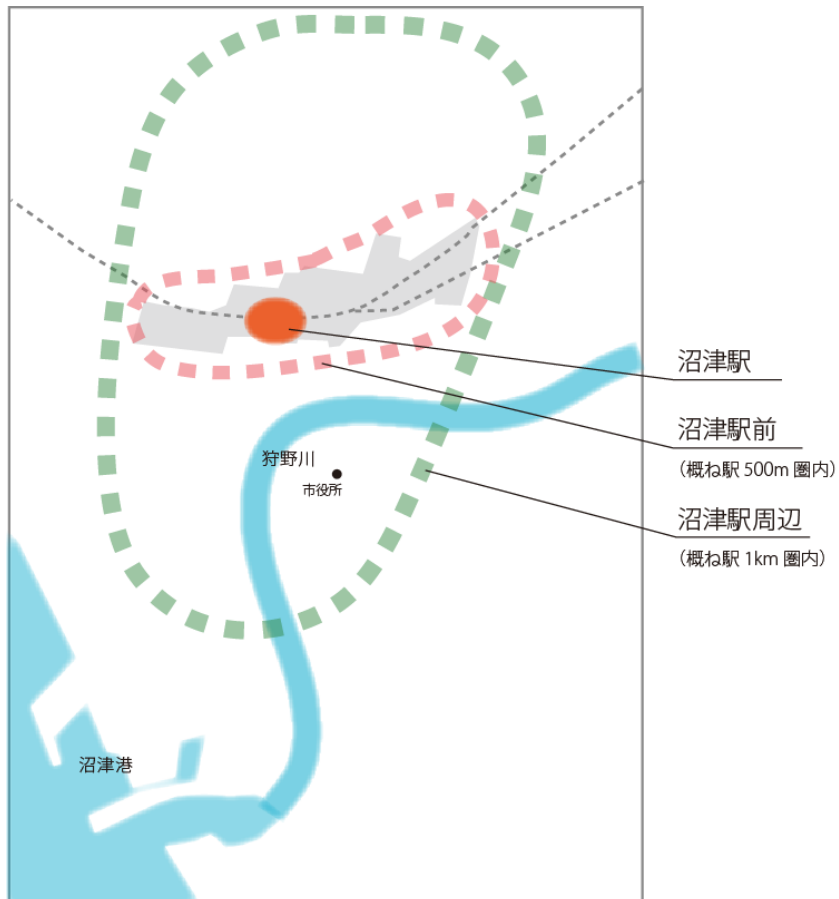 沼津駅
沼津駅前
（概ね駅 500m 圏内）
狩野川
市役所
沼津駅周辺
（概ね駅 1km 圏内）
沼津港